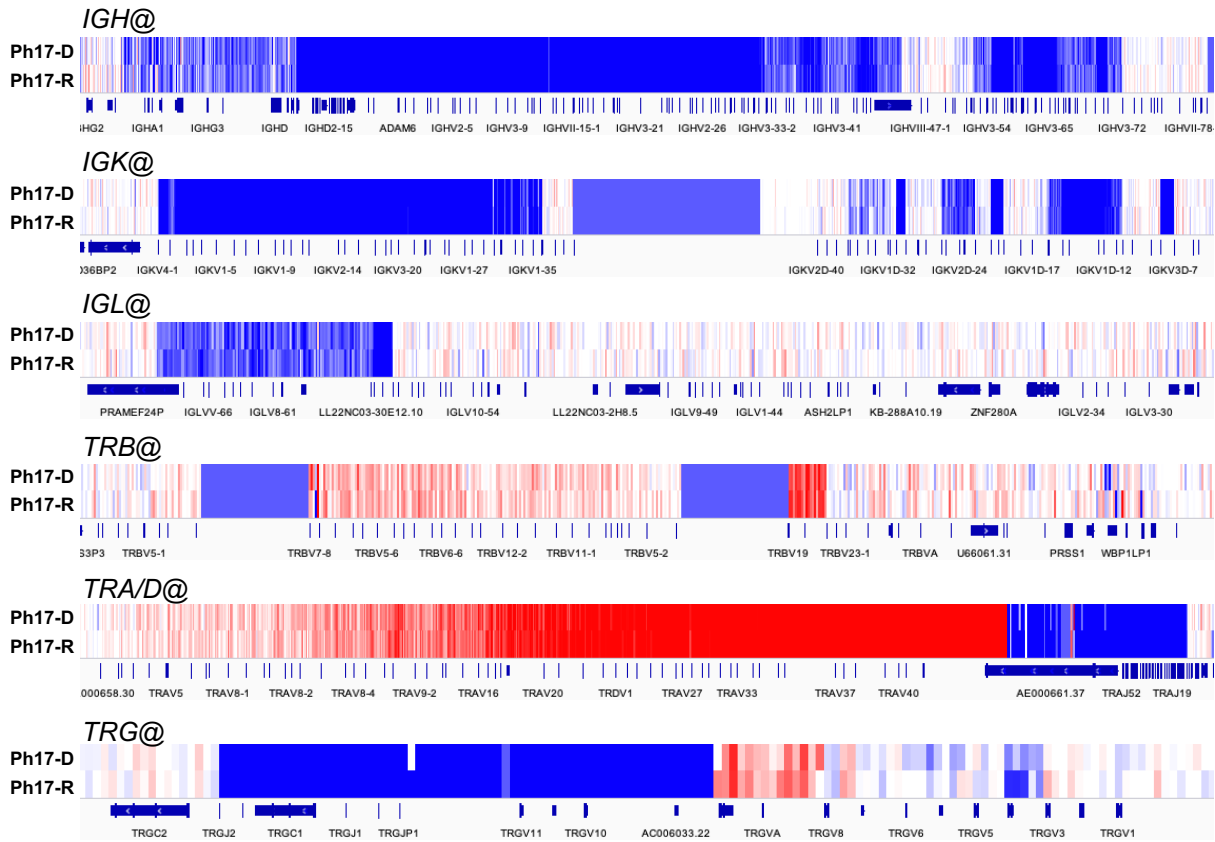 IGH@
Ph17-D
Ph17-R
IGHA1 IGHG3 IGHD IGHD2-15 ADAM6 IGHV2-5 IGHV3-9 IGHVII-15-1 IGHV3-21 IGHV2-26 IGHV3-33-2 IGHV3-41 IGHVIII-47-1 IGHV3-54 IGHV3-65 IGHV3-72 IGHVII-78-
IGK@
Ph17-D
Ph17-R
036BP2 IGKV4-1 IGKV1-5 IGKV1-9 IGKV2-14 IGKV3-20 IGKV1-27 IGKV1-35 IGKV2D-40 IGKV1D-32 IGKV2D-24 IGKV1D-17 IGKV1D-12 IGKV3D-7
IGL@
Ph17-D
Ph17-R
PRAMEF24P IGLVV-66 IGLV8-61 LL22NC03-30E12.10 IGLV10-54 LL22NC03-2H8.5 IGLV9-49 IGLV1-44 ASH2LP1 KB-288A10.19 ZNF280A IGLV2-34 IGLV3-30
TRB@
Ph17-D
Ph17-R
S3P3 TRBV5-1 TRBV7-8 TRBV5-6 TRBV6-6 TRBV12-2 TRBV11-1 TRBV5-2 TRBV19 TRBV23-1 TRBVA U66061.31 PRSS1 WBP1LP1
TRA/D@
Ph17-D
Ph17-R
000658.30 TRAV5 TRAV8-1 TRAV8-2 TRAV8-4 TRAV9-2 TRAV16 TRAV20 TRDV1 TRAV27 TRAV33 TRAV37 TRAV40 AE000661.37 TRAJ52 TRAJ19
TRG@
Ph17-D
Ph17-R
TRGC2 TRGJ2 TRGC1 TRGJ1 TRGJP1 TRGV11 TRGV10 AC006033.22 TRGVA TRGV8 TRGV6 TRGV5 TRGV3 TRGV1